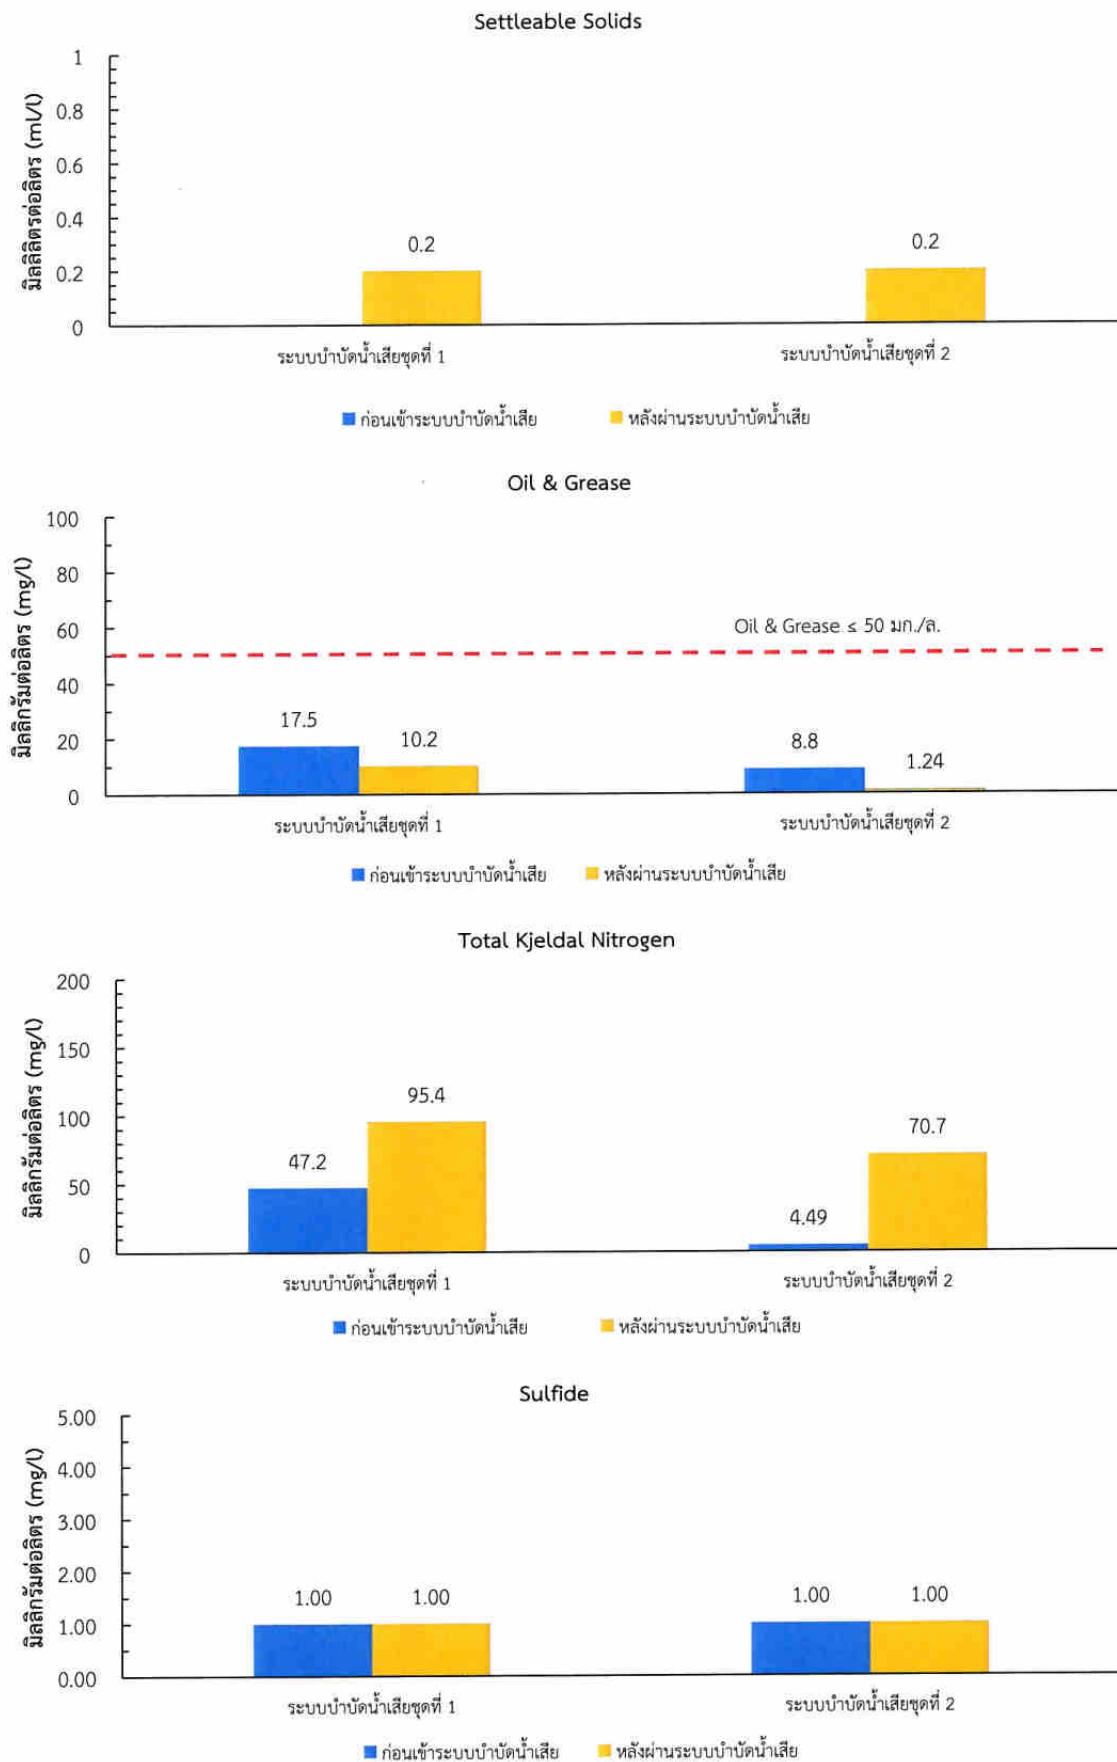 Settleable Solids
มิลลิลิตรต่อลิตร (ml/l)
1
0.8
0.6
0.4
0.2
0
0.2
0.2
ระบบบำบัดน้ำเสียชุดที่ 1
ระบบบำบัดน้ำเสียชุดที่ 2
ก่อนเข้าระบบบำบัดน้ำเสีย
หลังผ่านระบบบำบัดน้ำเสีย
Oil & Grease
มิลลิกรัมต่อลิตร (mg/l)
100
80
60
40
20
0
Oil & Grease ≤ 50 มก./ล.
17.5
10.2
8.8
1.24
ระบบบำบัดน้ำเสียชุดที่ 1
ระบบบำบัดน้ำเสียชุดที่ 2
ก่อนเข้าระบบบำบัดน้ำเสีย
หลังผ่านระบบบำบัดน้ำเสีย
Total Kjeldal Nitrogen
มิลลิกรัมต่อลิตร (mg/l)
200
150
100
50
0
47.2
95.4
4.49
70.7
ระบบบำบัดน้ำเสียชุดที่ 1
ระบบบำบัดน้ำเสียชุดที่ 2
ก่อนเข้าระบบบำบัดน้ำเสีย
หลังผ่านระบบบำบัดน้ำเสีย
Sulfide
มิลลิกรัมต่อลิตร (mg/l)
5.00
4.00
3.00
2.00
1.00
0.00
1.00
1.00
1.00
1.00
ระบบบำบัดน้ำเสียชุดที่ 1
ระบบบำบัดน้ำเสียชุดที่ 2
ก่อนเข้าระบบบำบัดน้ำเสีย
หลังผ่านระบบบำบัดน้ำเสีย